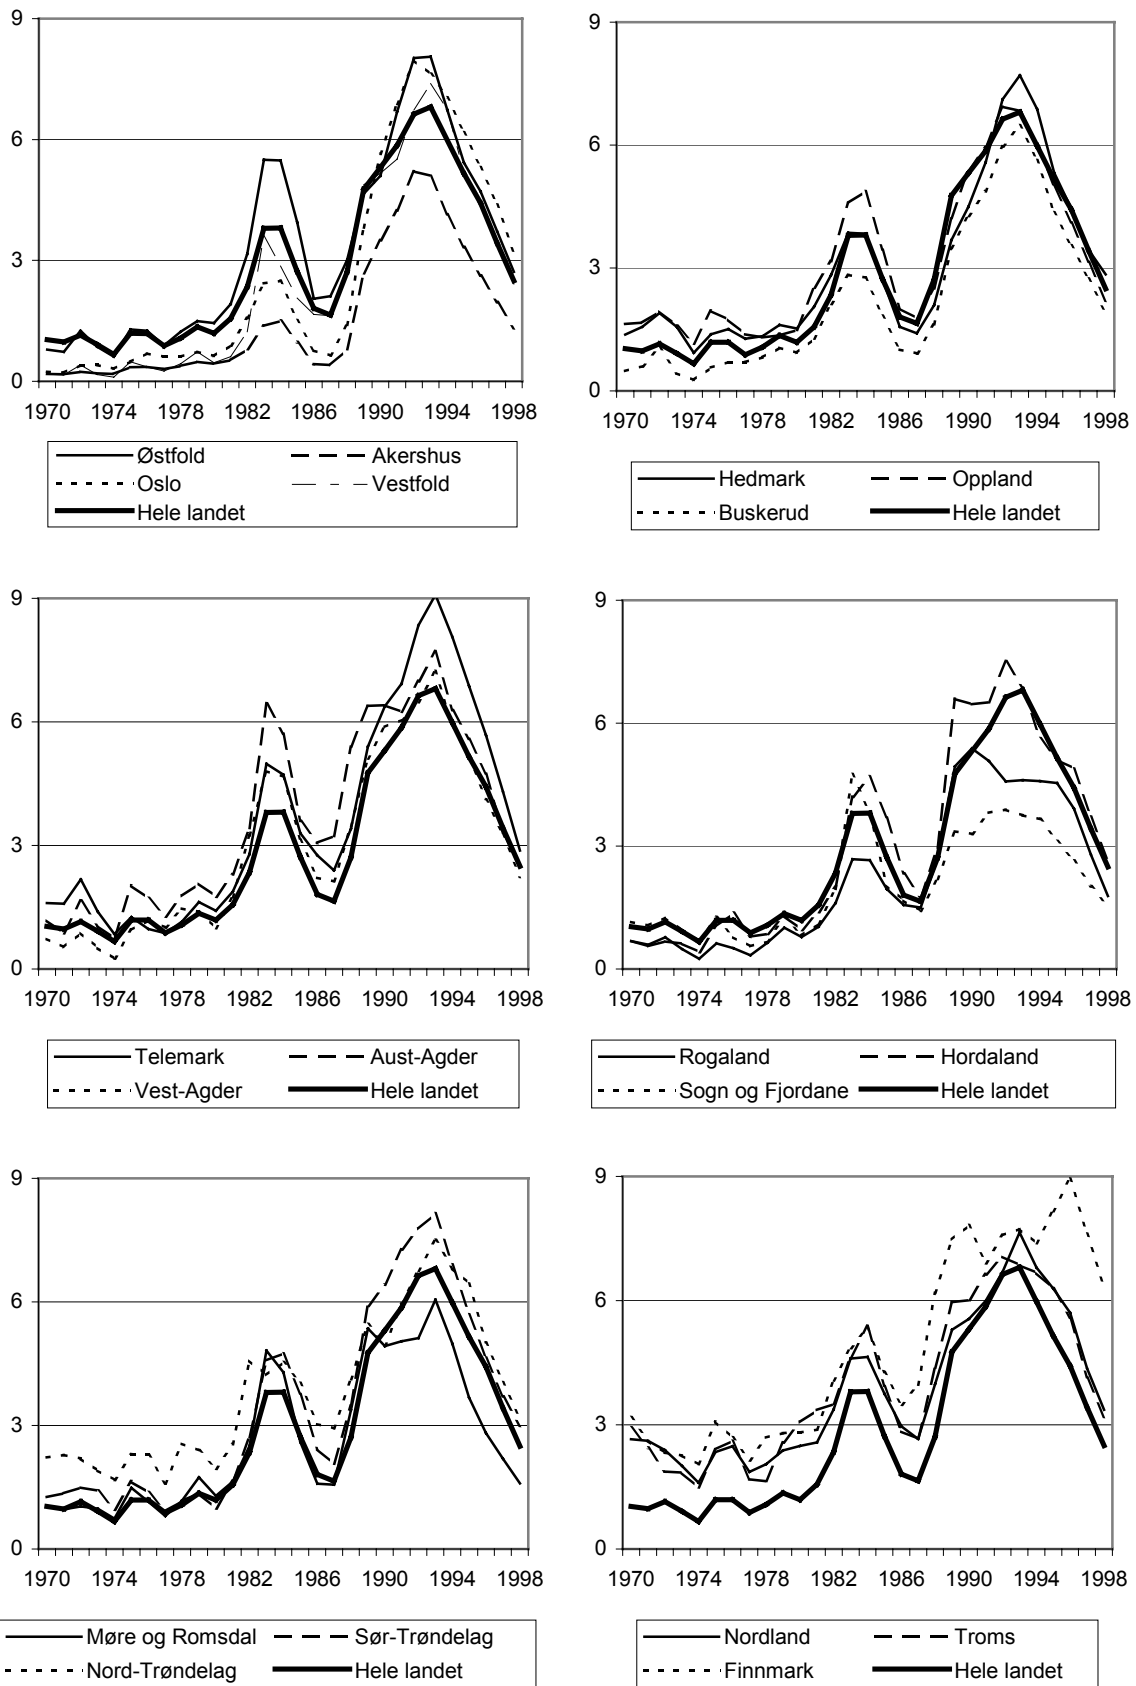 9
6
3
0
1970 1974 1978 1982 1986 1990 1994 1998
Østfold Akershus
Oslo Vestfold
Hele landet
9
6
3
0
1970 1974 1978 1982 1986 1990 1994 1998
Hedmark Oppland
Buskerud Hele landet
9
6
3
0
1970 1974 1978 1982 1986 1990 1994 1998
Telemark Aust-Agder
Vest-Agder Hele landet
9
6
3
0
1970 1974 1978 1982 1986 1990 1994 1998
Rogaland Hordaland
Sogn og Fjordane Hele landet
9
6
3
0
1970 1974 1978 1982 1986 1990 1994 1998
Møre og Romsdal Sør-Trøndelag
Nord-Trøndelag Hele landet
9
6
3
0
1970 1974 1978 1982 1986 1990 1994 1998
Nordland Troms
Finnmark Hele landet